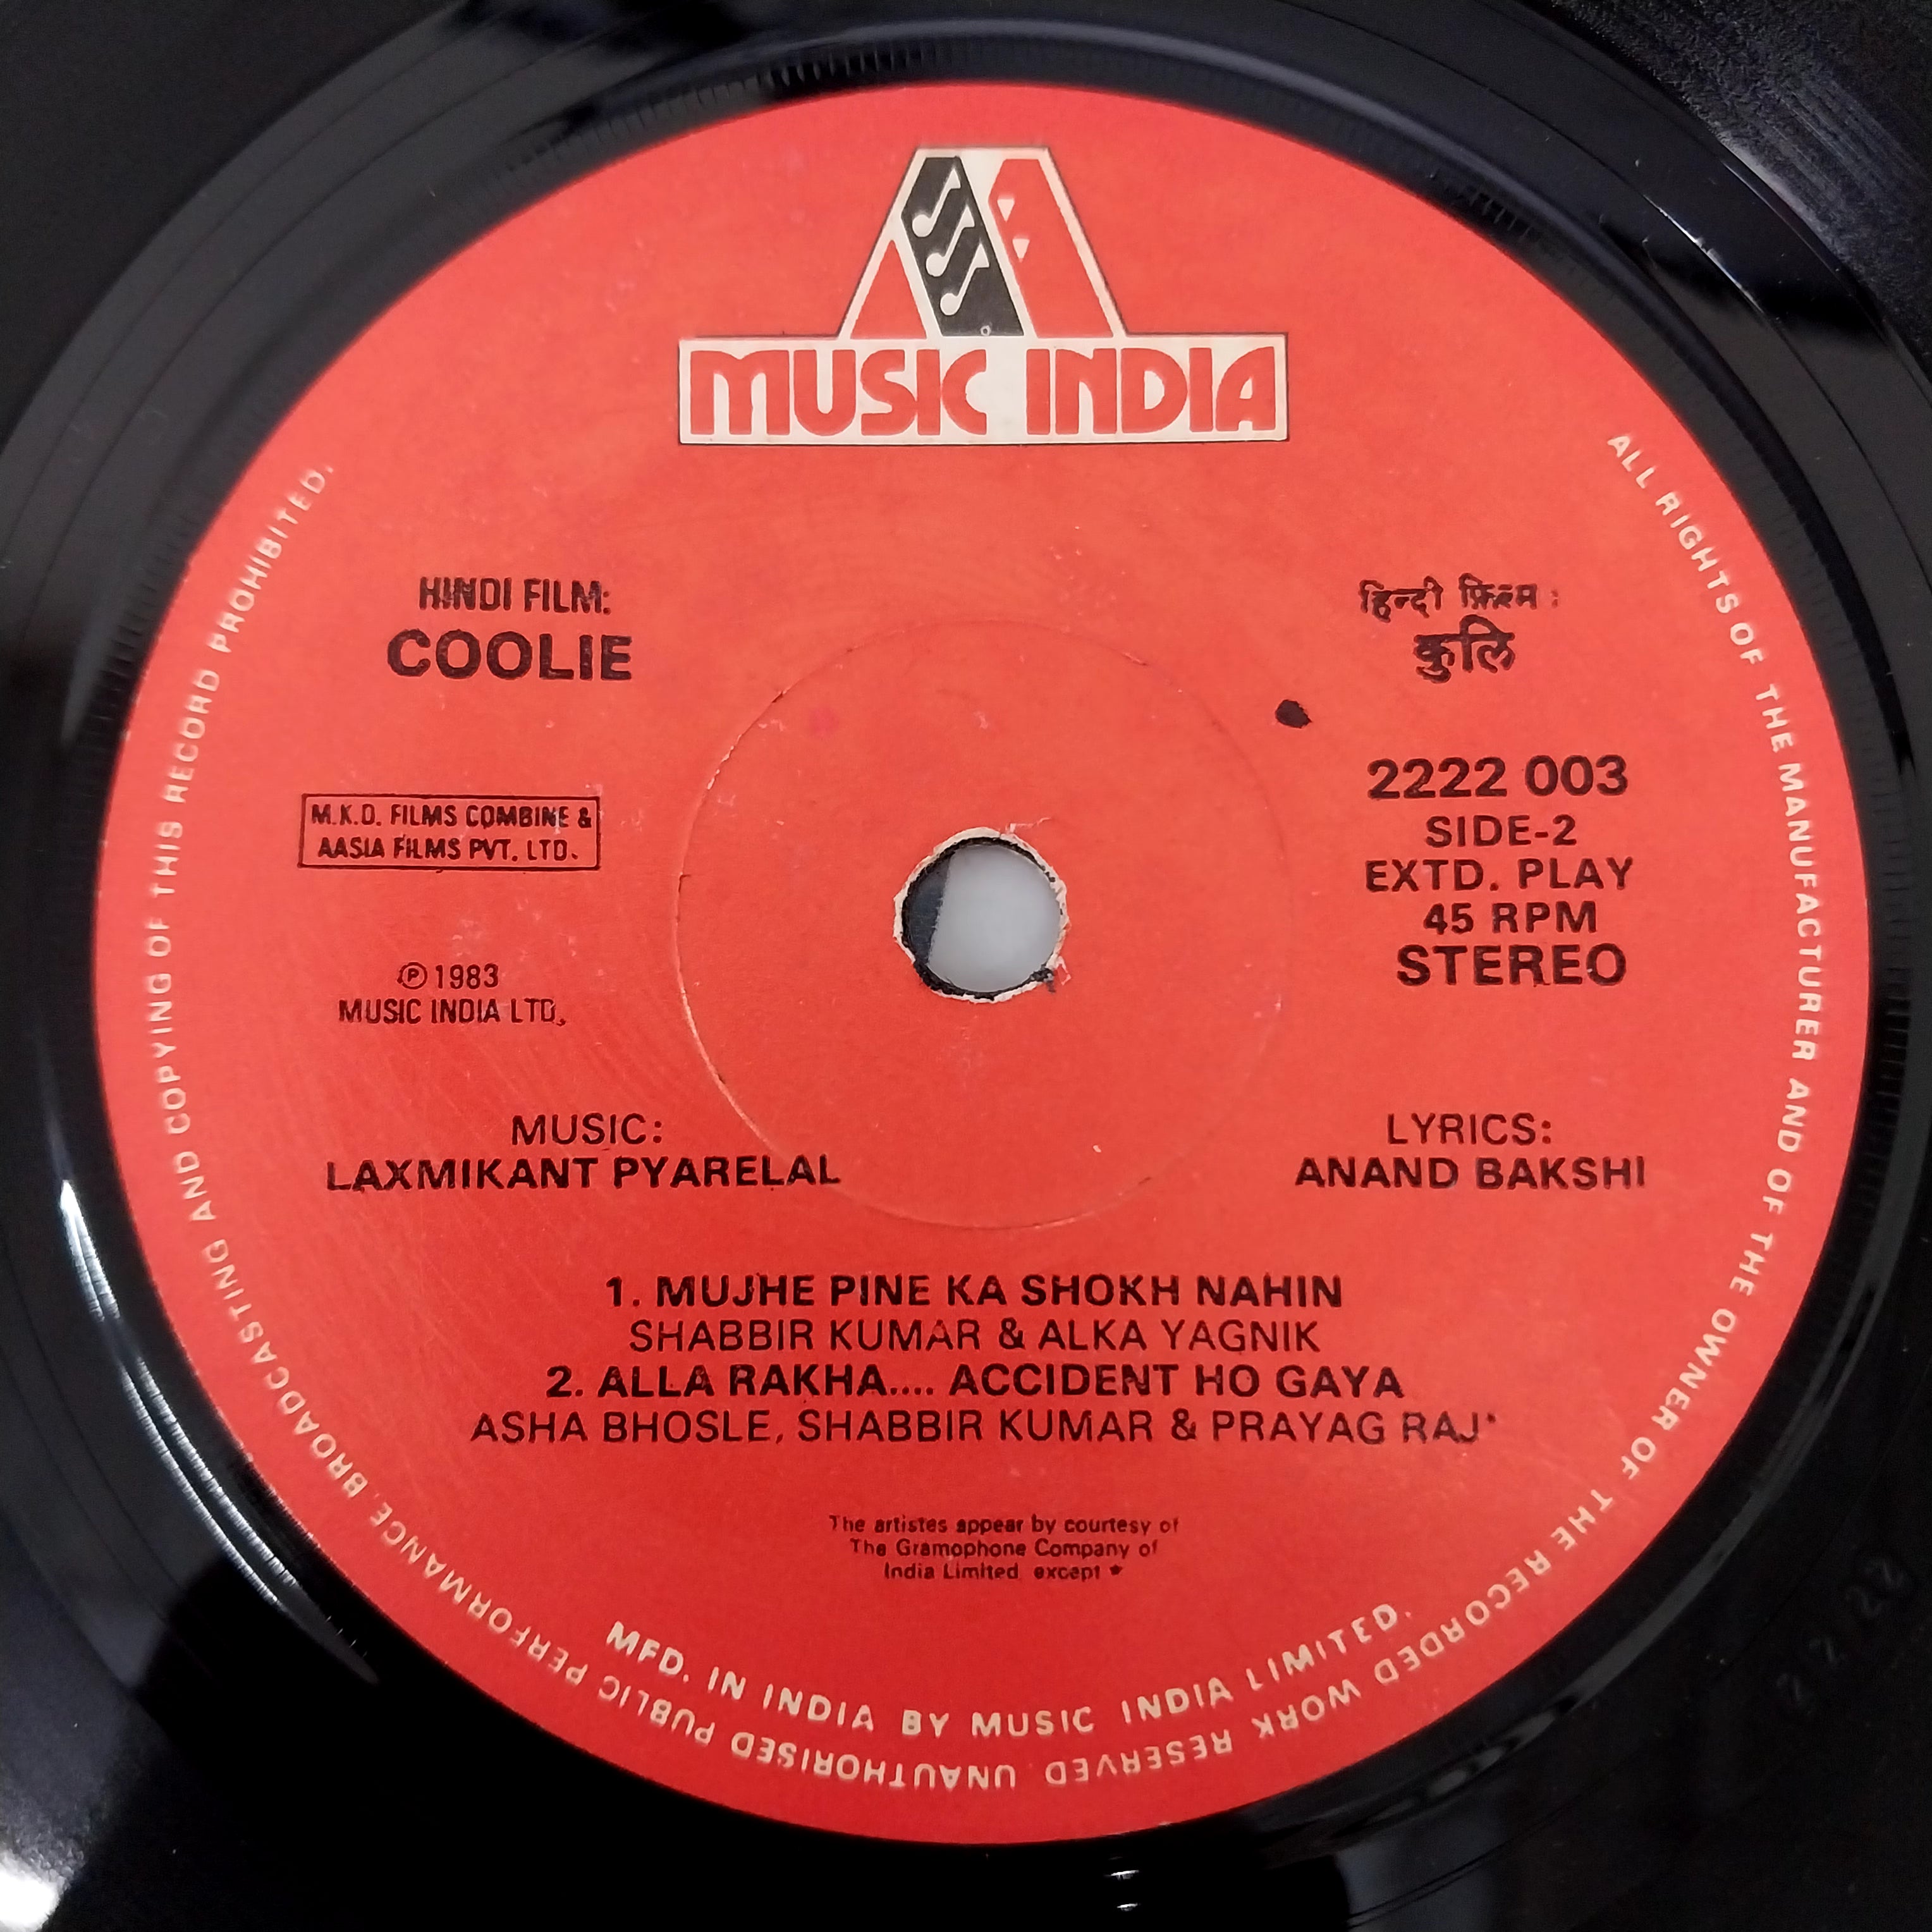 MUSIC INDIA
HINDI FILM:
COOLIE
हिन्दी फ़िल्म :
कुलि
M.K.D. FILMS COMBINE &
AASIA FILMS PVT. LTD.
2222 003
SIDE-2
EXTD. PLAY
45 RPM
STEREO
℗ 1983
MUSIC INDIA LTD.
MUSIC:
LAXMIKANT PYARELAL
LYRICS:
ANAND BAKSHI
1. MUJHE PINE KA SHOKH NAHIN
SHABBIR KUMAR & ALKA YAGNIK
2. ALLA RAKHA.... ACCIDENT HO GAYA
ASHA BHOSLE, SHABBIR KUMAR & PRAYAG RAJ*
The artistes appear by courtesy of
The Gramophone Company of
India Limited except *
MFD. IN INDIA BY MUSIC INDIA LIMITED.
ALL RIGHTS OF THE MANUFACTURER AND OF THE OWNER OF THE RECORDED WORK RESERVED UNAUTHORISED PUBLIC PERFORMANCE, BROADCASTING AND COPYING OF THIS RECORD PROHIBITED.